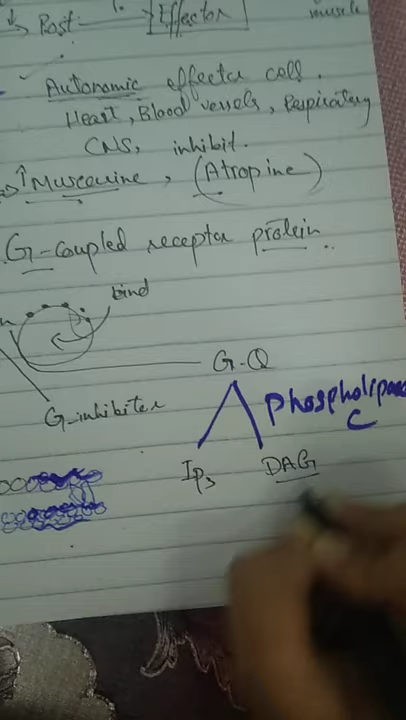 ↳ Post Effector muscle
Autonomic effector cell.
Heart, Blood vessels, Respiratory
CNS, inhibit.
↑ Muscarine, (Atropine)
G-coupled receptor protein
bind
G-Q
G-inhibiter
Phospholipase
C
Ip₃ DAG